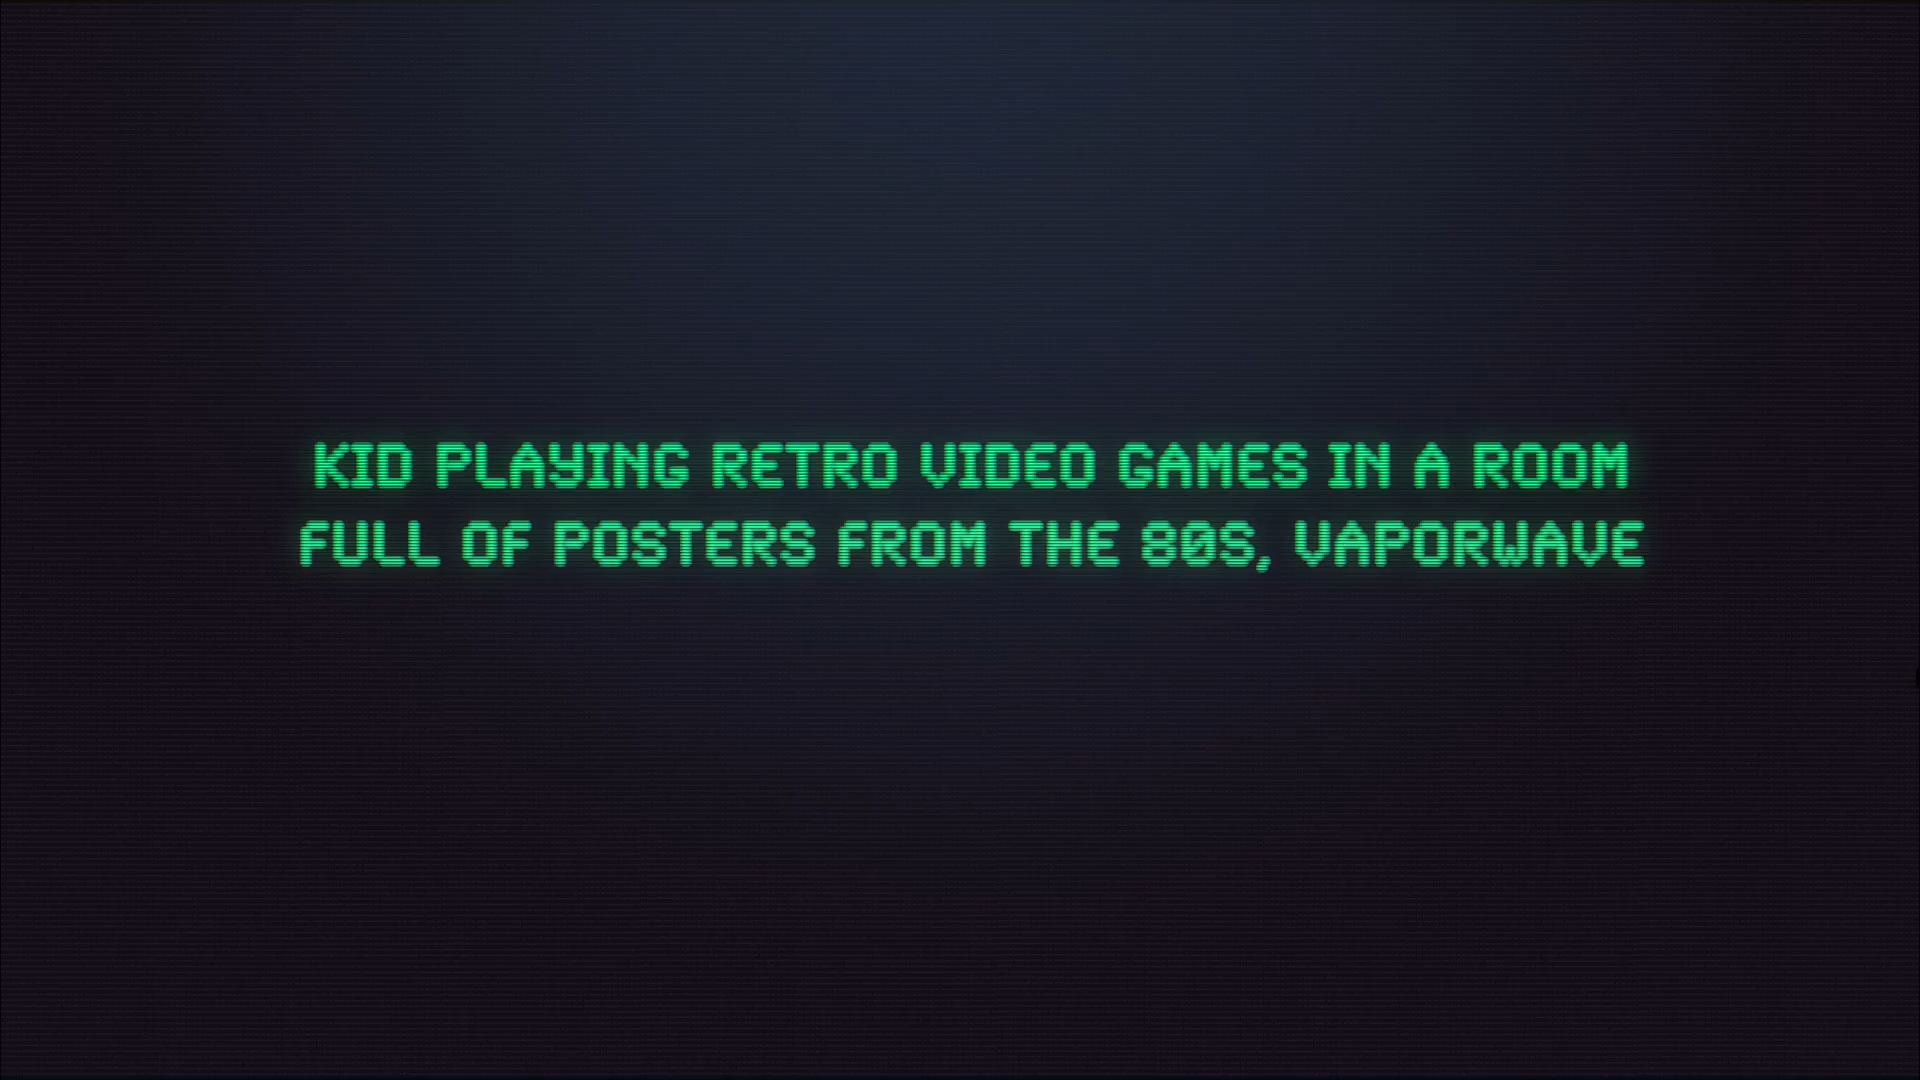 KID PLAYING RETRO VIDEO GAMES IN A ROOM
FULL OF POSTERS FROM THE 80S, VAPORWAVE